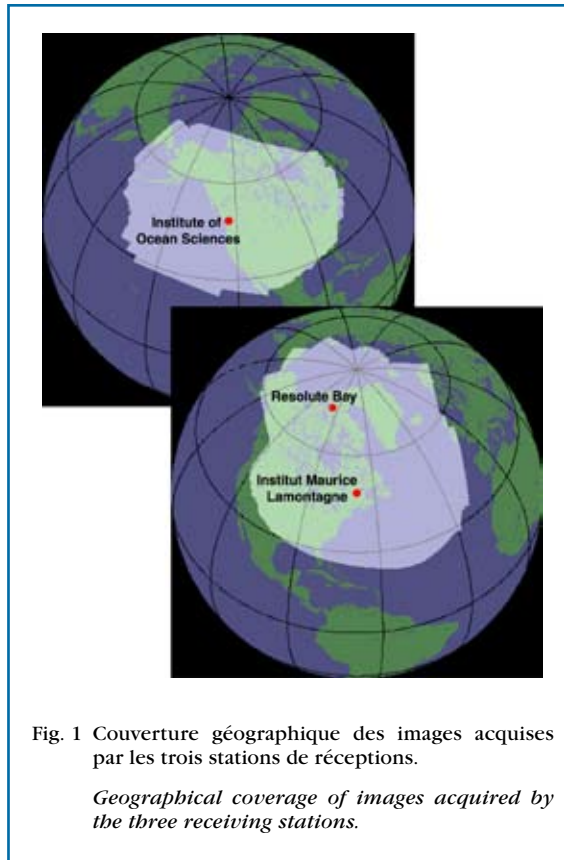 Institute of
Ocean Sciences
Resolute Bay
Institut Maurice
Lamontagne
Fig. 1 Couverture géographique des images acquises
par les trois stations de réceptions.
Geographical coverage of images acquired by
the three receiving stations.